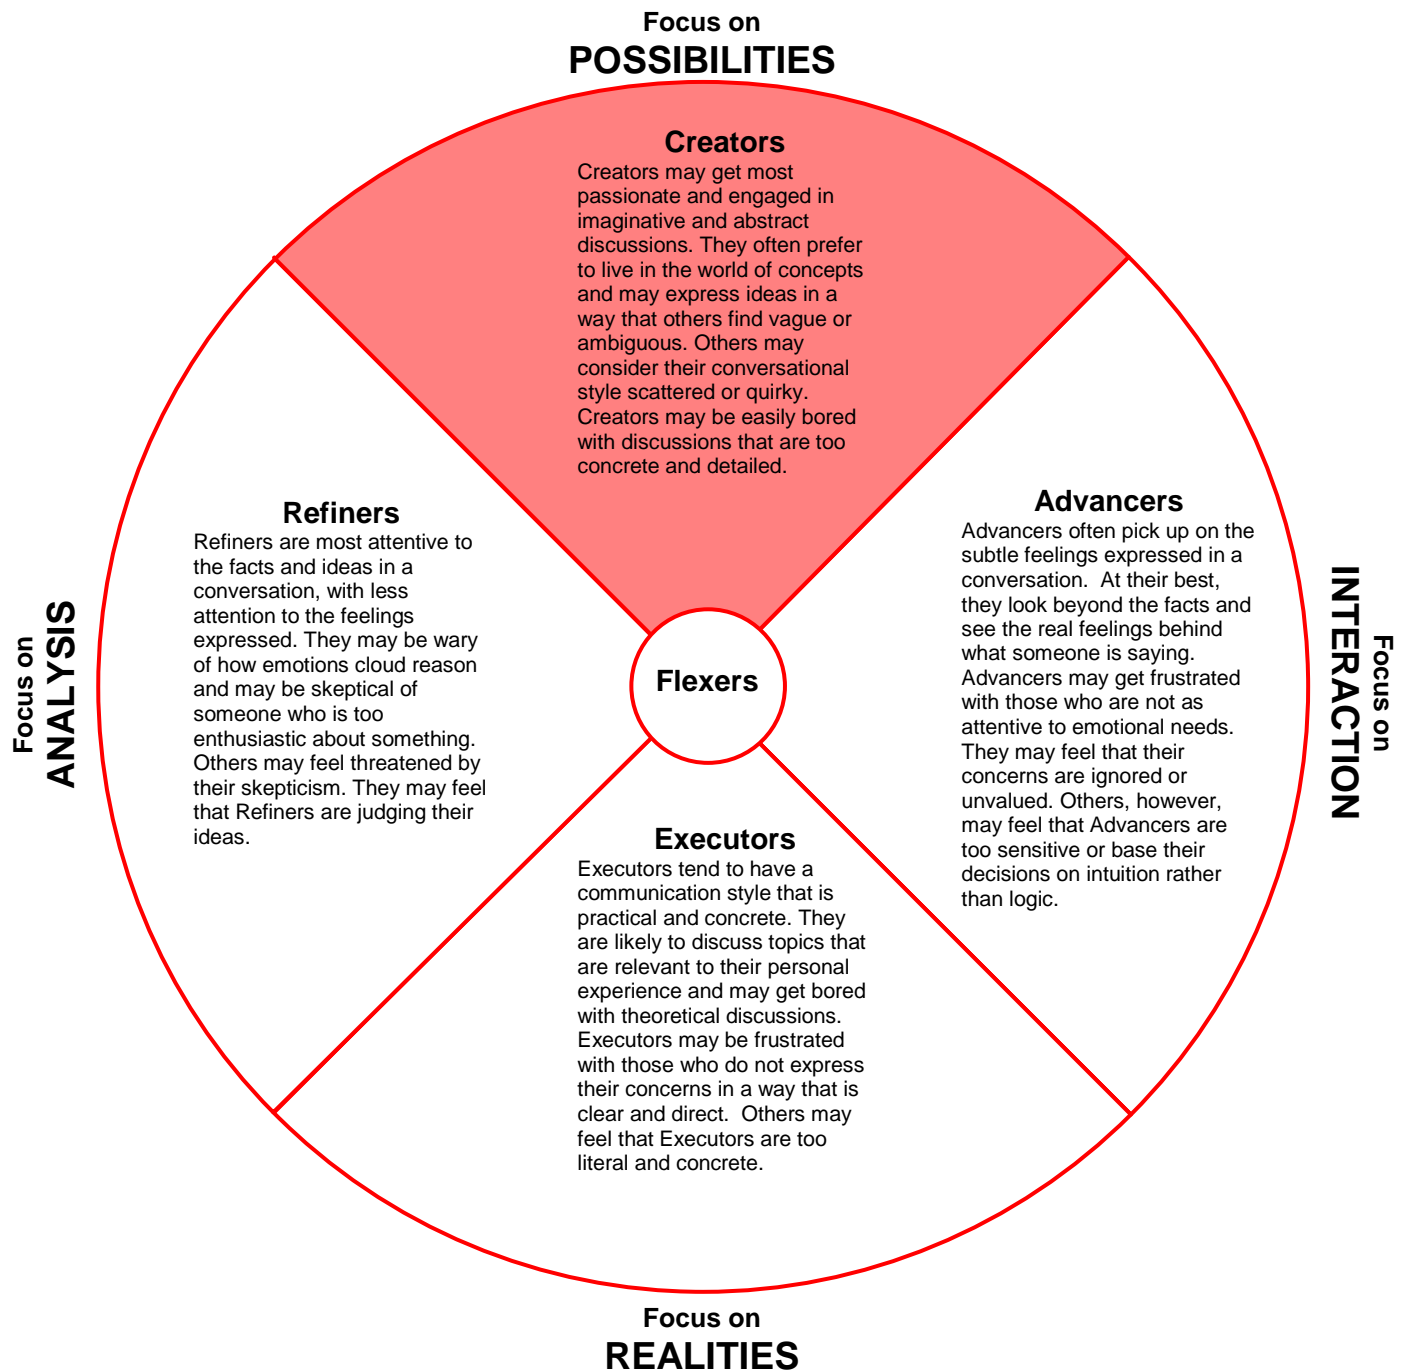 Focus on
POSSIBILITIES
Creators
Creators may get most
passionate and engaged in
imaginative and abstract
discussions. They often prefer
to live in the world of concepts
and may express ideas in a
way that others find vague or
ambiguous. Others may
consider their conversational
style scattered or quirky.
Creators may be easily bored
with discussions that are too
concrete and detailed.
Focus on
ANALYSIS
Refiners
Refiners are most attentive to
the facts and ideas in a
conversation, with less
attention to the feelings
expressed. They may be wary
of how emotions cloud reason
and may be skeptical of
someone who is too
enthusiastic about something.
Others may feel threatened by
their skepticism. They may feel
that Refiners are judging their
ideas.
Flexers
Advancers
Advancers often pick up on the
subtle feelings expressed in a
conversation.  At their best,
they look beyond the facts and
see the real feelings behind
what someone is saying.
Advancers may get frustrated
with those who are not as
attentive to emotional needs.
They may feel that their
concerns are ignored or
unvalued. Others, however,
may feel that Advancers are
too sensitive or base their
decisions on intuition rather
than logic.
Focus on
INTERACTION
Executors
Executors tend to have a
communication style that is
practical and concrete. They
are likely to discuss topics that
are relevant to their personal
experience and may get bored
with theoretical discussions.
Executors may be frustrated
with those who do not express
their concerns in a way that is
clear and direct.  Others may
feel that Executors are too
literal and concrete.
Focus on
REALITIES